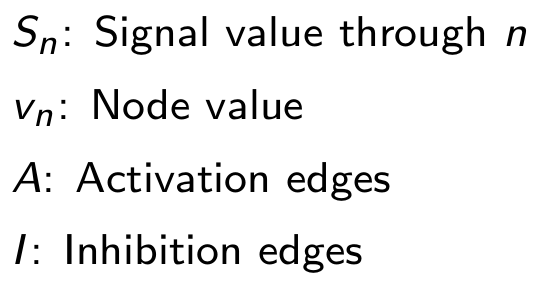 Sₙ: Signal value through n
vₙ: Node value
A: Activation edges
I: Inhibition edges